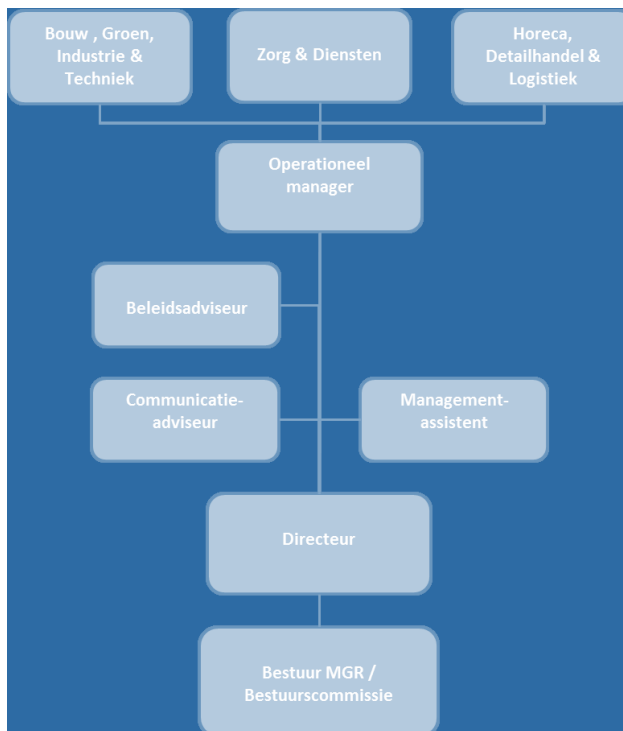 Bouw , Groen,
Industrie &
Techniek
Zorg & Diensten
Horeca,
Detailhandel &
Logistiek
Operationeel
manager
Beleidsadviseur
Communicatie-
adviseur
Management-
assistent
Directeur
Bestuur MGR /
Bestuurscommissie